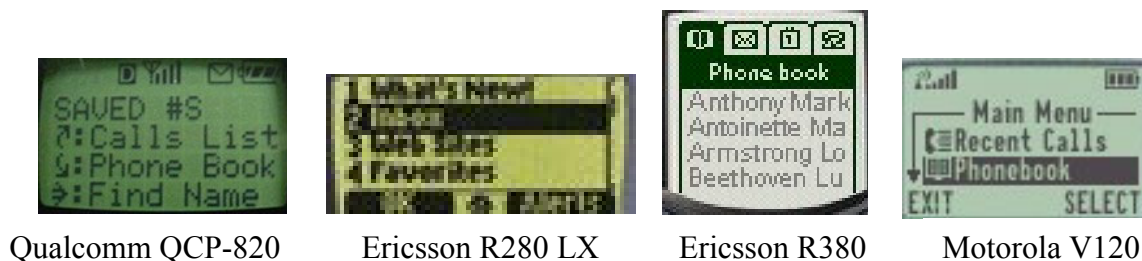 D
SAVED #S
:Calls List
:Phone Book
:Find Name
Qualcomm QCP-820
1 What's New!
2 Inbox
3 Web Sites
4 Favorites
Ericsson R280 LX
1
Phone book
Anthony Mark
Antoinette Ma
Armstrong Lo
Beethoven Lu
Ericsson R380
Main Menu
Recent Calls
Phonebook
EXIT SELECT
Motorola V120